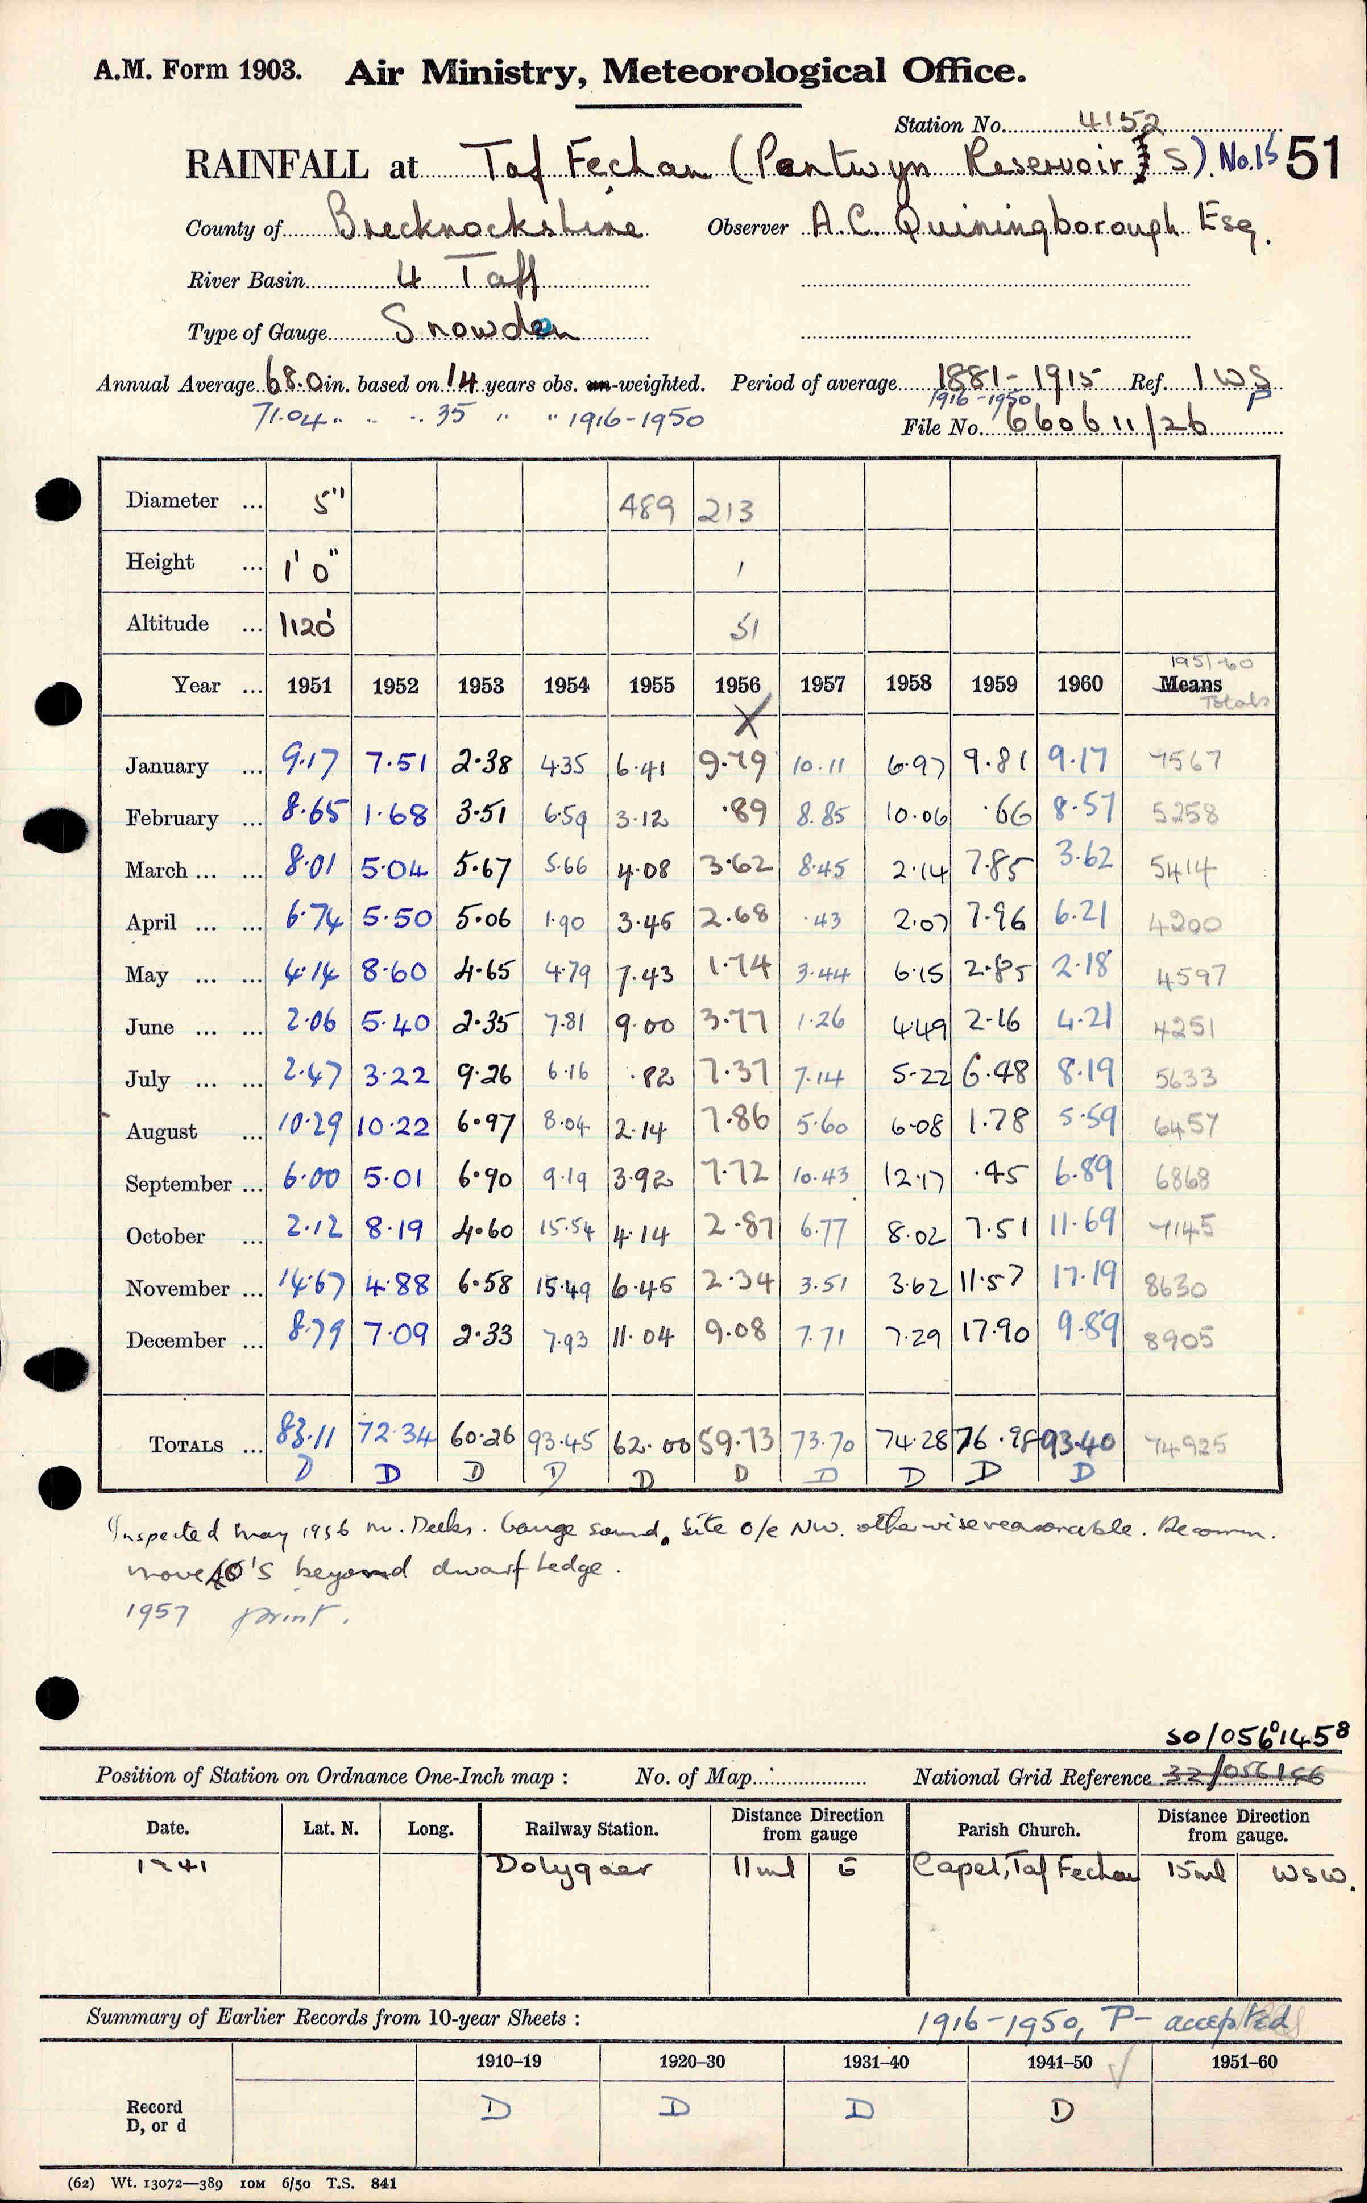 A.M. Form 1903. Air Ministry, Meteorological Office.
Station No. 4152
RAINFALL at Taf Fechan (Pentwyn Reservoir S). No.15 51
County of Brecknockshire Observer A.C. Quiningborough Esq.
River Basin 4 Taff
Type of Gauge Snowdon
Annual Average 68.0 in. based on 14 years obs. un-weighted. Period of average 1881-1915 Ref. IWS
71.04 " " " 35 " " 1916-1950 1916-1950 P
File No. 660611/26
Diameter ... 5" 489 213
Height ... 1' 0" 1
Altitude ... 1120' 51
1951-60
Year ... 1951 1952 1953 1954 1955 1956 1957 1958 1959 1960 Means
X Totals
January ... 9.17 7.51 2.38 4.35 6.41 9.79 10.11 6.97 9.81 9.17 7567
February ... 8.65 1.68 3.51 6.59 3.12 .89 8.85 10.06 .66 8.57 5258
March ... ... 8.01 5.04 5.67 5.66 4.08 3.62 8.45 2.14 7.85 3.62 5414
April ... ... 6.74 5.50 5.06 1.90 3.45 2.68 .43 2.07 7.96 6.21 4200
May ... ... 4.14 8.60 4.65 4.79 7.43 1.74 3.44 6.15 2.85 2.18 4597
June ... ... 2.06 5.40 2.35 7.81 9.00 3.77 1.26 4.49 2.16 4.21 4251
July ... ... 2.47 3.22 9.26 6.16 .82 7.37 7.14 5.22 6.48 8.19 5633
August ... 10.29 10.22 6.97 8.04 2.14 7.86 5.60 6.08 1.78 5.59 6457
September ... 6.00 5.01 6.90 9.19 3.92 7.72 10.43 12.17 .45 6.89 6868
October ... 2.12 8.19 4.60 15.54 4.14 2.87 6.77 8.02 7.51 11.69 7145
November ... 14.67 4.88 6.58 15.49 6.45 2.34 3.51 3.62 11.57 17.19 8630
December ... 8.79 7.09 2.33 7.93 11.04 9.08 7.71 7.29 17.90 9.89 8905
TOTALS ... 83.11 72.34 60.26 93.45 62.00 59.73 73.70 74.28 76.98 93.40 74925
D D D D D D D D D D
Inspected May 1956 Mr. Deeks. Gauge sound. Site o/e NW. otherwise reasonable. Recomm.
move 40'S beyond dwarf hedge.
1957 print.
SO/056⁰145⁸
Position of Station on Ordnance One-Inch map : No. of Map National Grid Reference 32/056146
Date. Lat. N. Long. Railway Station. Distance Direction from gauge Parish Church. Distance Direction from gauge.
1941 Dolygaer 11ml E Capel, Taf Fechan 15ml WSW.
Summary of Earlier Records from 10-year Sheets : 1916-1950, P- accepted
1910–19 1920–30 1931–40 1941–50 1951–60
Record D, or d D D D D
(62) Wt. 13072—389 10M 6/50 T.S. 841